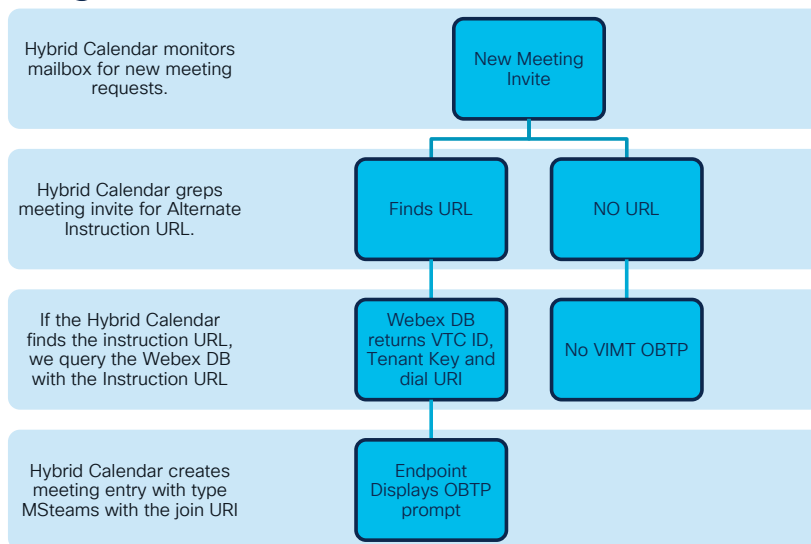 Hybrid Calendar monitors
mailbox for new meeting
requests.
New Meeting
Invite
Hybrid Calendar greps
meeting invite for Alternate
Instruction URL.
Finds URL
NO URL
If the Hybrid Calendar
finds the instruction URL,
we query the Webex DB
with the Instruction URL
Webex DB
returns VTC ID,
Tenant Key and
dial URI
No VIMT OBTP
Hybrid Calendar creates
meeting entry with type
MSteams with the join URI
Endpoint
Displays OBTP
prompt